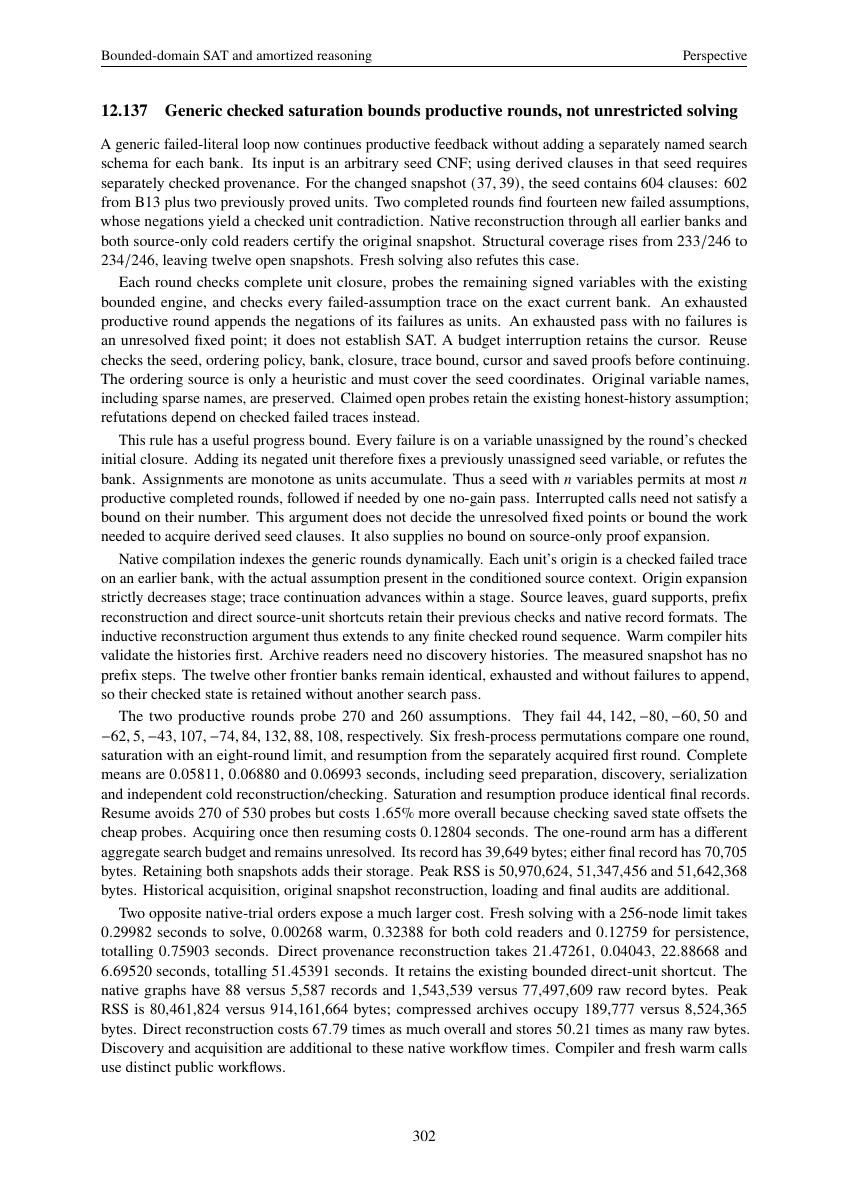 Bounded-domain SAT and amortized reasoning Perspective
12.137 Generic checked saturation bounds productive rounds, not unrestricted solving
A generic failed-literal loop now continues productive feedback without adding a separately named search
schema for each bank. Its input is an arbitrary seed CNF; using derived clauses in that seed requires
separately checked provenance. For the changed snapshot (37, 39), the seed contains 604 clauses: 602
from B13 plus two previously proved units. Two completed rounds find fourteen new failed assumptions,
whose negations yield a checked unit contradiction. Native reconstruction through all earlier banks and
both source-only cold readers certify the original snapshot. Structural coverage rises from 233/246 to
234/246, leaving twelve open snapshots. Fresh solving also refutes this case.
Each round checks complete unit closure, probes the remaining signed variables with the existing
bounded engine, and checks every failed-assumption trace on the exact current bank. An exhausted
productive round appends the negations of its failures as units. An exhausted pass with no failures is
an unresolved fixed point; it does not establish SAT. A budget interruption retains the cursor. Reuse
checks the seed, ordering policy, bank, closure, trace bound, cursor and saved proofs before continuing.
The ordering source is only a heuristic and must cover the seed coordinates. Original variable names,
including sparse names, are preserved. Claimed open probes retain the existing honest-history assumption;
refutations depend on checked failed traces instead.
This rule has a useful progress bound. Every failure is on a variable unassigned by the round's checked
initial closure. Adding its negated unit therefore fixes a previously unassigned seed variable, or refutes the
bank. Assignments are monotone as units accumulate. Thus a seed with n variables permits at most n
productive completed rounds, followed if needed by one no-gain pass. Interrupted calls need not satisfy a
bound on their number. This argument does not decide the unresolved fixed points or bound the work
needed to acquire derived seed clauses. It also supplies no bound on source-only proof expansion.
Native compilation indexes the generic rounds dynamically. Each unit's origin is a checked failed trace
on an earlier bank, with the actual assumption present in the conditioned source context. Origin expansion
strictly decreases stage; trace continuation advances within a stage. Source leaves, guard supports, prefix
reconstruction and direct source-unit shortcuts retain their previous checks and native record formats. The
inductive reconstruction argument thus extends to any finite checked round sequence. Warm compiler hits
validate the histories first. Archive readers need no discovery histories. The measured snapshot has no
prefix steps. The twelve other frontier banks remain identical, exhausted and without failures to append,
so their checked state is retained without another search pass.
The two productive rounds probe 270 and 260 assumptions. They fail 44, 142, −80, −60, 50 and
−62, 5, −43, 107, −74, 84, 132, 88, 108, respectively. Six fresh-process permutations compare one round,
saturation with an eight-round limit, and resumption from the separately acquired first round. Complete
means are 0.05811, 0.06880 and 0.06993 seconds, including seed preparation, discovery, serialization
and independent cold reconstruction/checking. Saturation and resumption produce identical final records.
Resume avoids 270 of 530 probes but costs 1.65% more overall because checking saved state offsets the
cheap probes. Acquiring once then resuming costs 0.12804 seconds. The one-round arm has a different
aggregate search budget and remains unresolved. Its record has 39,649 bytes; either final record has 70,705
bytes. Retaining both snapshots adds their storage. Peak RSS is 50,970,624, 51,347,456 and 51,642,368
bytes. Historical acquisition, original snapshot reconstruction, loading and final audits are additional.
Two opposite native-trial orders expose a much larger cost. Fresh solving with a 256-node limit takes
0.29982 seconds to solve, 0.00268 warm, 0.32388 for both cold readers and 0.12759 for persistence,
totalling 0.75903 seconds. Direct provenance reconstruction takes 21.47261, 0.04043, 22.88668 and
6.69520 seconds, totalling 51.45391 seconds. It retains the existing bounded direct-unit shortcut. The
native graphs have 88 versus 5,587 records and 1,543,539 versus 77,497,609 raw record bytes. Peak
RSS is 80,461,824 versus 914,161,664 bytes; compressed archives occupy 189,777 versus 8,524,365
bytes. Direct reconstruction costs 67.79 times as much overall and stores 50.21 times as many raw bytes.
Discovery and acquisition are additional to these native workflow times. Compiler and fresh warm calls
use distinct public workflows.
302